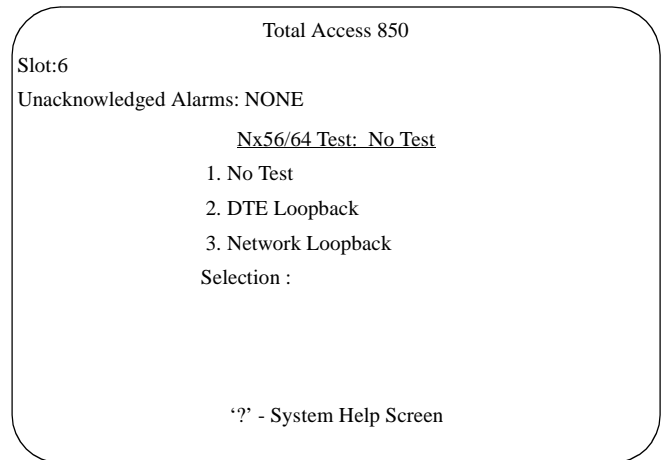 Total Access 850
Slot:6
Unacknowledged Alarms: NONE
Nx56/64 Test: No Test
1. No Test
2. DTE Loopback
3. Network Loopback
Selection :
‘?’ - System Help Screen